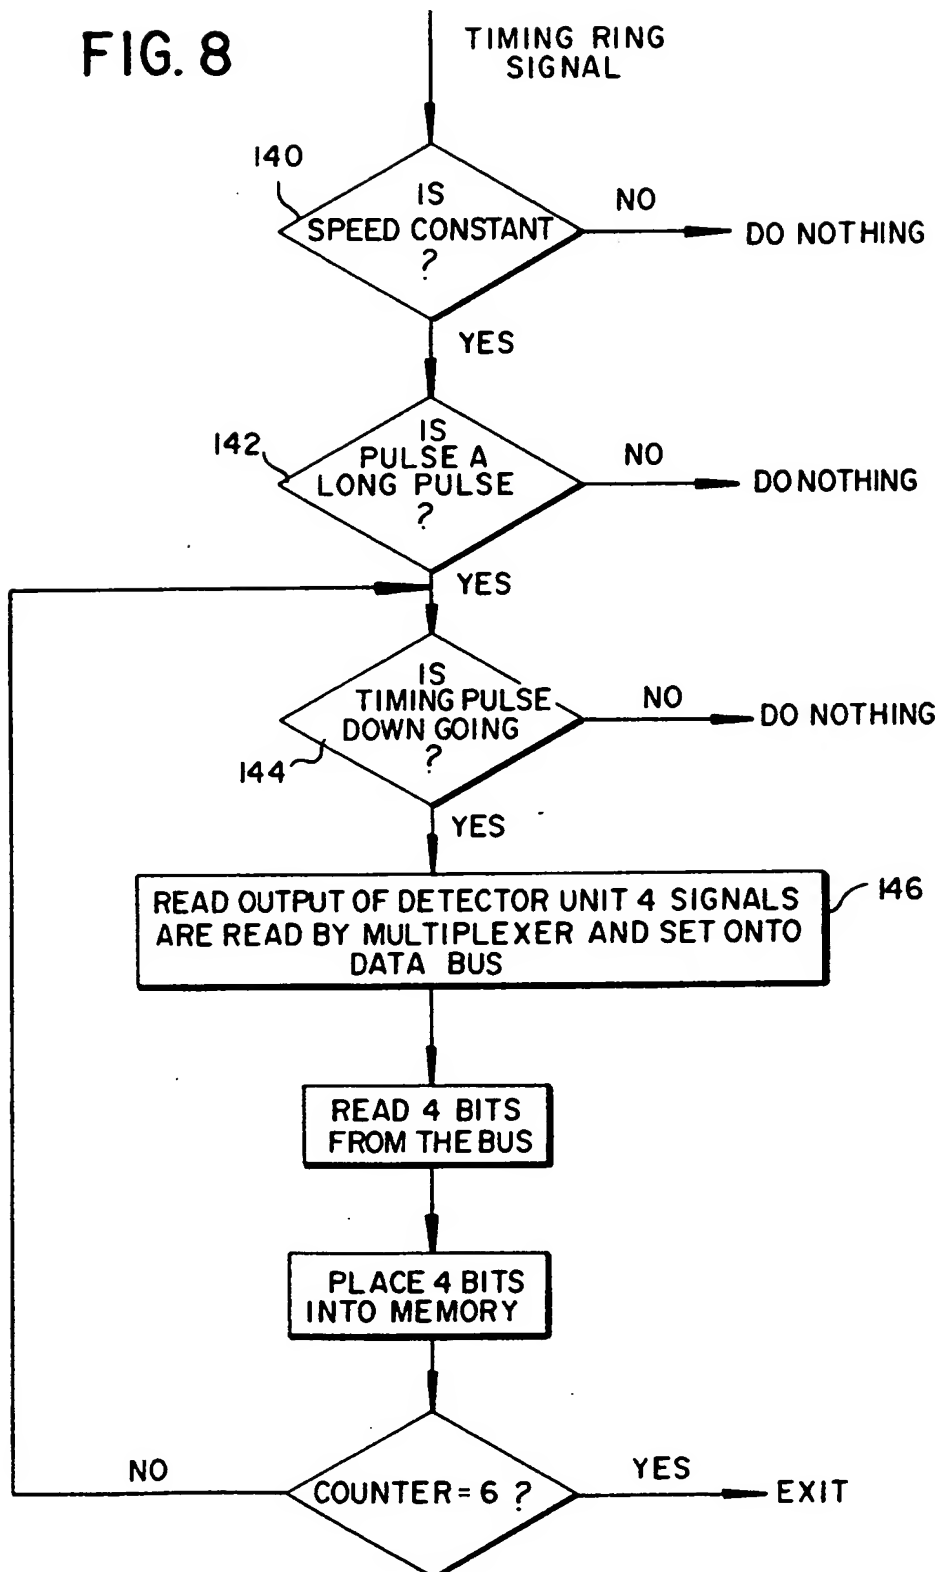 FIG. 8
TIMING RING
SIGNAL
140
IS
SPEED CONSTANT
?
NO
DO NOTHING
YES
142
IS
PULSE A
LONG PULSE
?
NO
DO NOTHING
YES
IS
TIMING PULSE
DOWN GOING
?
NO
DO NOTHING
144
YES
READ OUTPUT OF DETECTOR UNIT 4 SIGNALS
ARE READ BY MULTIPLEXER AND SET ONTO
DATA BUS
146
READ 4 BITS
FROM THE BUS
PLACE 4 BITS
INTO MEMORY
NO
COUNTER = 6 ?
YES
EXIT